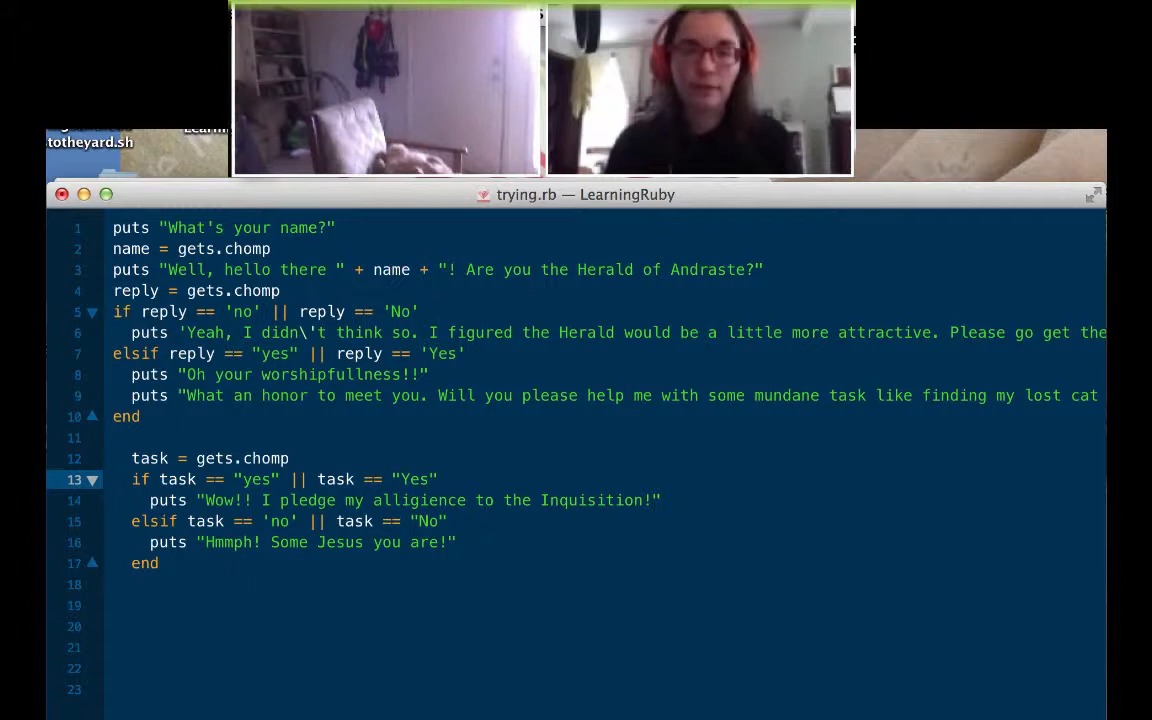 totheyard.sh
trying.rb — LearningRuby
1 puts "What's your name?"
2 name = gets.chomp
3 puts "Well, hello there " + name + "! Are you the Herald of Andraste?"
4 reply = gets.chomp
5 if reply == 'no' || reply == 'No'
6 puts 'Yeah, I didn\'t think so. I figured the Herald would be a little more attractive. Please go get the
7 elsif reply == "yes" || reply == 'Yes'
8 puts "Oh your worshipfullness!!"
9 puts "What an honor to meet you. Will you please help me with some mundane task like finding my lost cat
10 end
11
12 task = gets.chomp
13 if task == "yes" || task == "Yes"
14 puts "Wow!! I pledge my alligience to the Inquisition!"
15 elsif task == 'no' || task == "No"
16 puts "Hmmph! Some Jesus you are!"
17 end
18
19
20
21
22
23